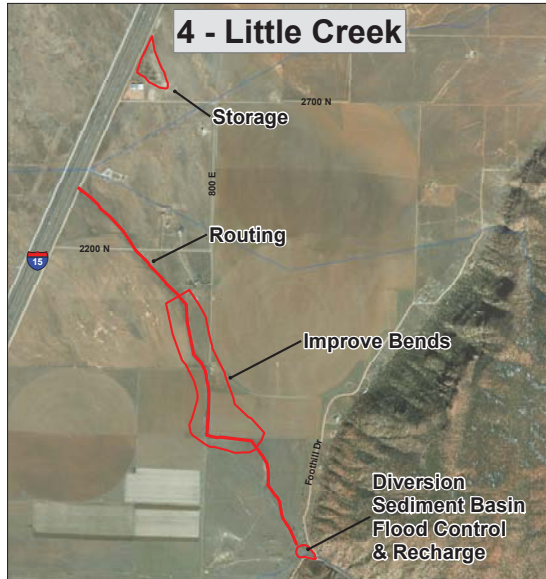 4 - Little Creek
Storage
2700 N
800 E
Routing
2200 N
15
Improve Bends
Foothill Dr
Diversion
Sediment Basin
Flood Control
& Recharge